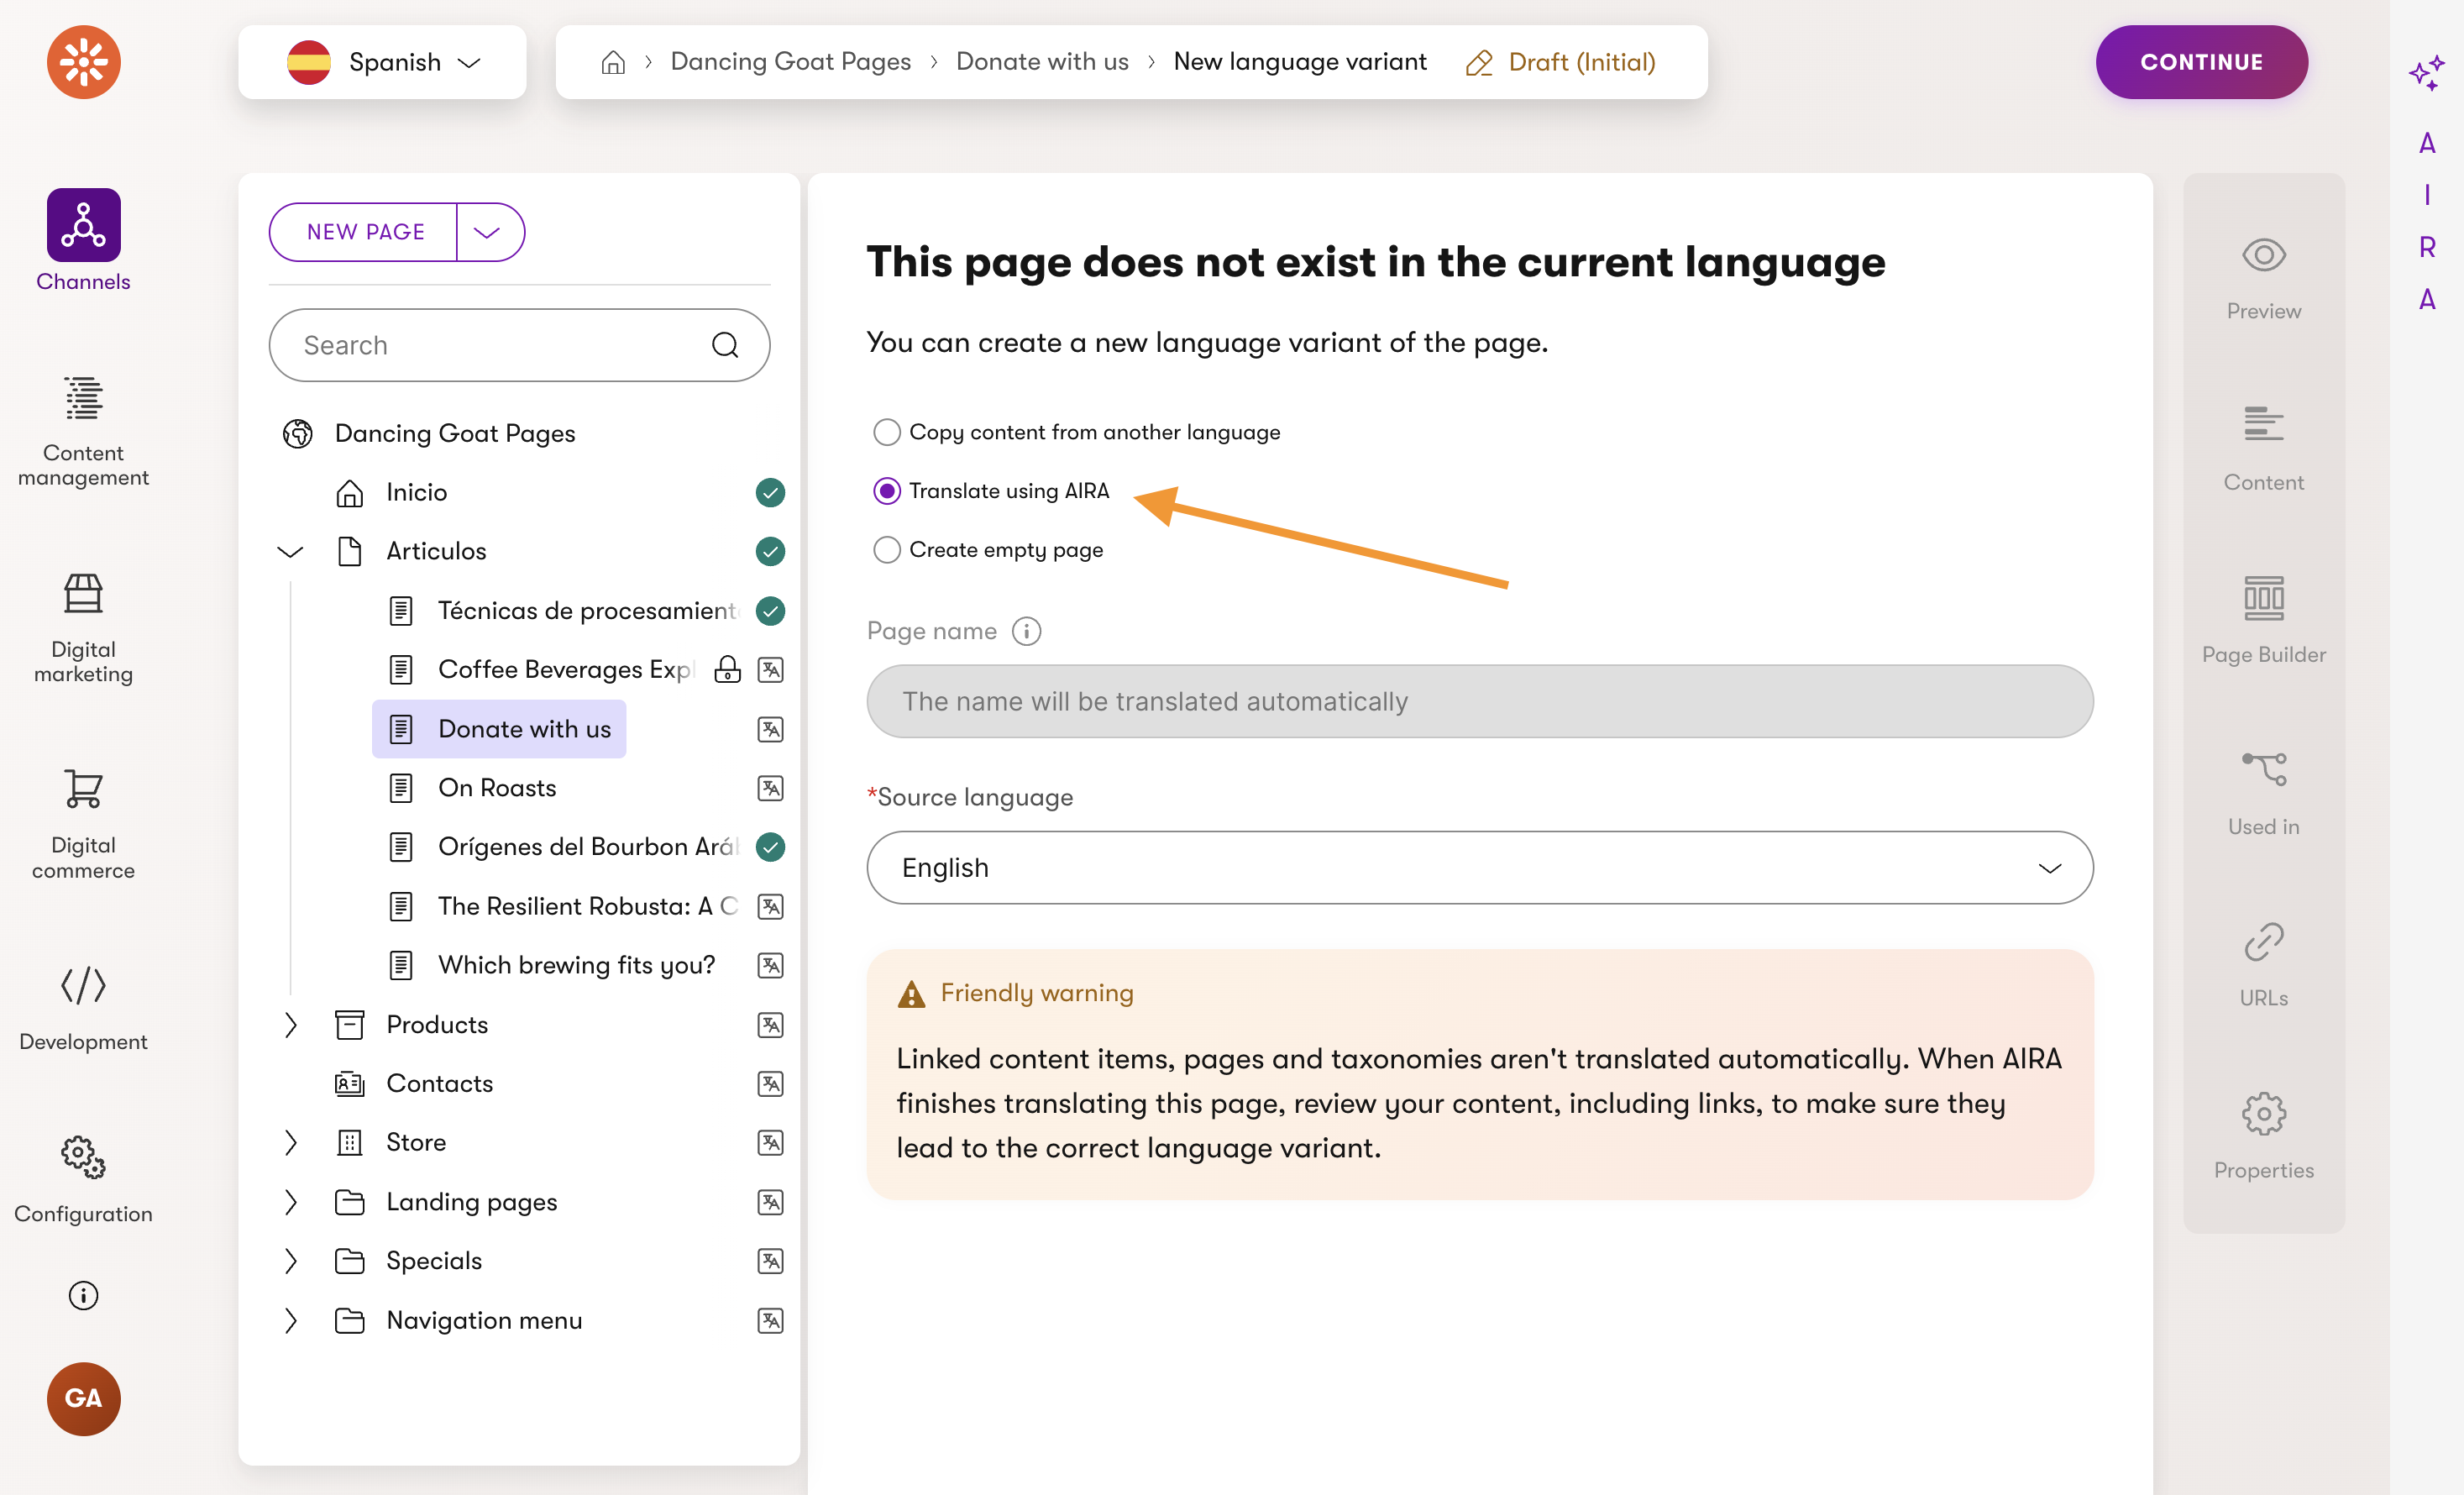 Spanish
Dancing Goat Pages
Donate with us
New language variant
Draft (Initial)
CONTINUE
A
I
R
A
Channels
Content
management
Digital
marketing
Digital
commerce
Development
Configuration
GA
NEW PAGE
Search
Dancing Goat Pages
Inicio
Articulos
Técnicas de procesamient
Coffee Beverages Expl
Donate with us
On Roasts
Orígenes del Bourbon Ará
The Resilient Robusta: A C
Which brewing fits you?
Products
Contacts
Store
Landing pages
Specials
Navigation menu
This page does not exist in the current language
You can create a new language variant of the page.
Copy content from another language
Translate using AIRA
Create empty page
Page name
The name will be translated automatically
*Source language
English
Friendly warning
Linked content items, pages and taxonomies aren't translated automatically. When AIRA
finishes translating this page, review your content, including links, to make sure they
lead to the correct language variant.
Preview
Content
Page Builder
Used in
URLs
Properties